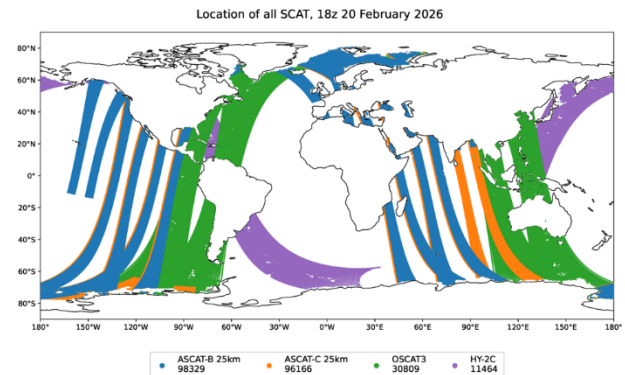 Location of all SCAT, 18z 20 February 2026
80°N
60°N
40°N
20°N
0°
20°S
40°S
60°S
80°S
180° 150°W 120°W 90°W 60°W 30°W 0°W 30°E 60°E 90°E 120°E 150°E 180°
ASCAT-B 25km ASCAT-C 25km OSCAT3 HY-2C
98329 96166 30809 11464